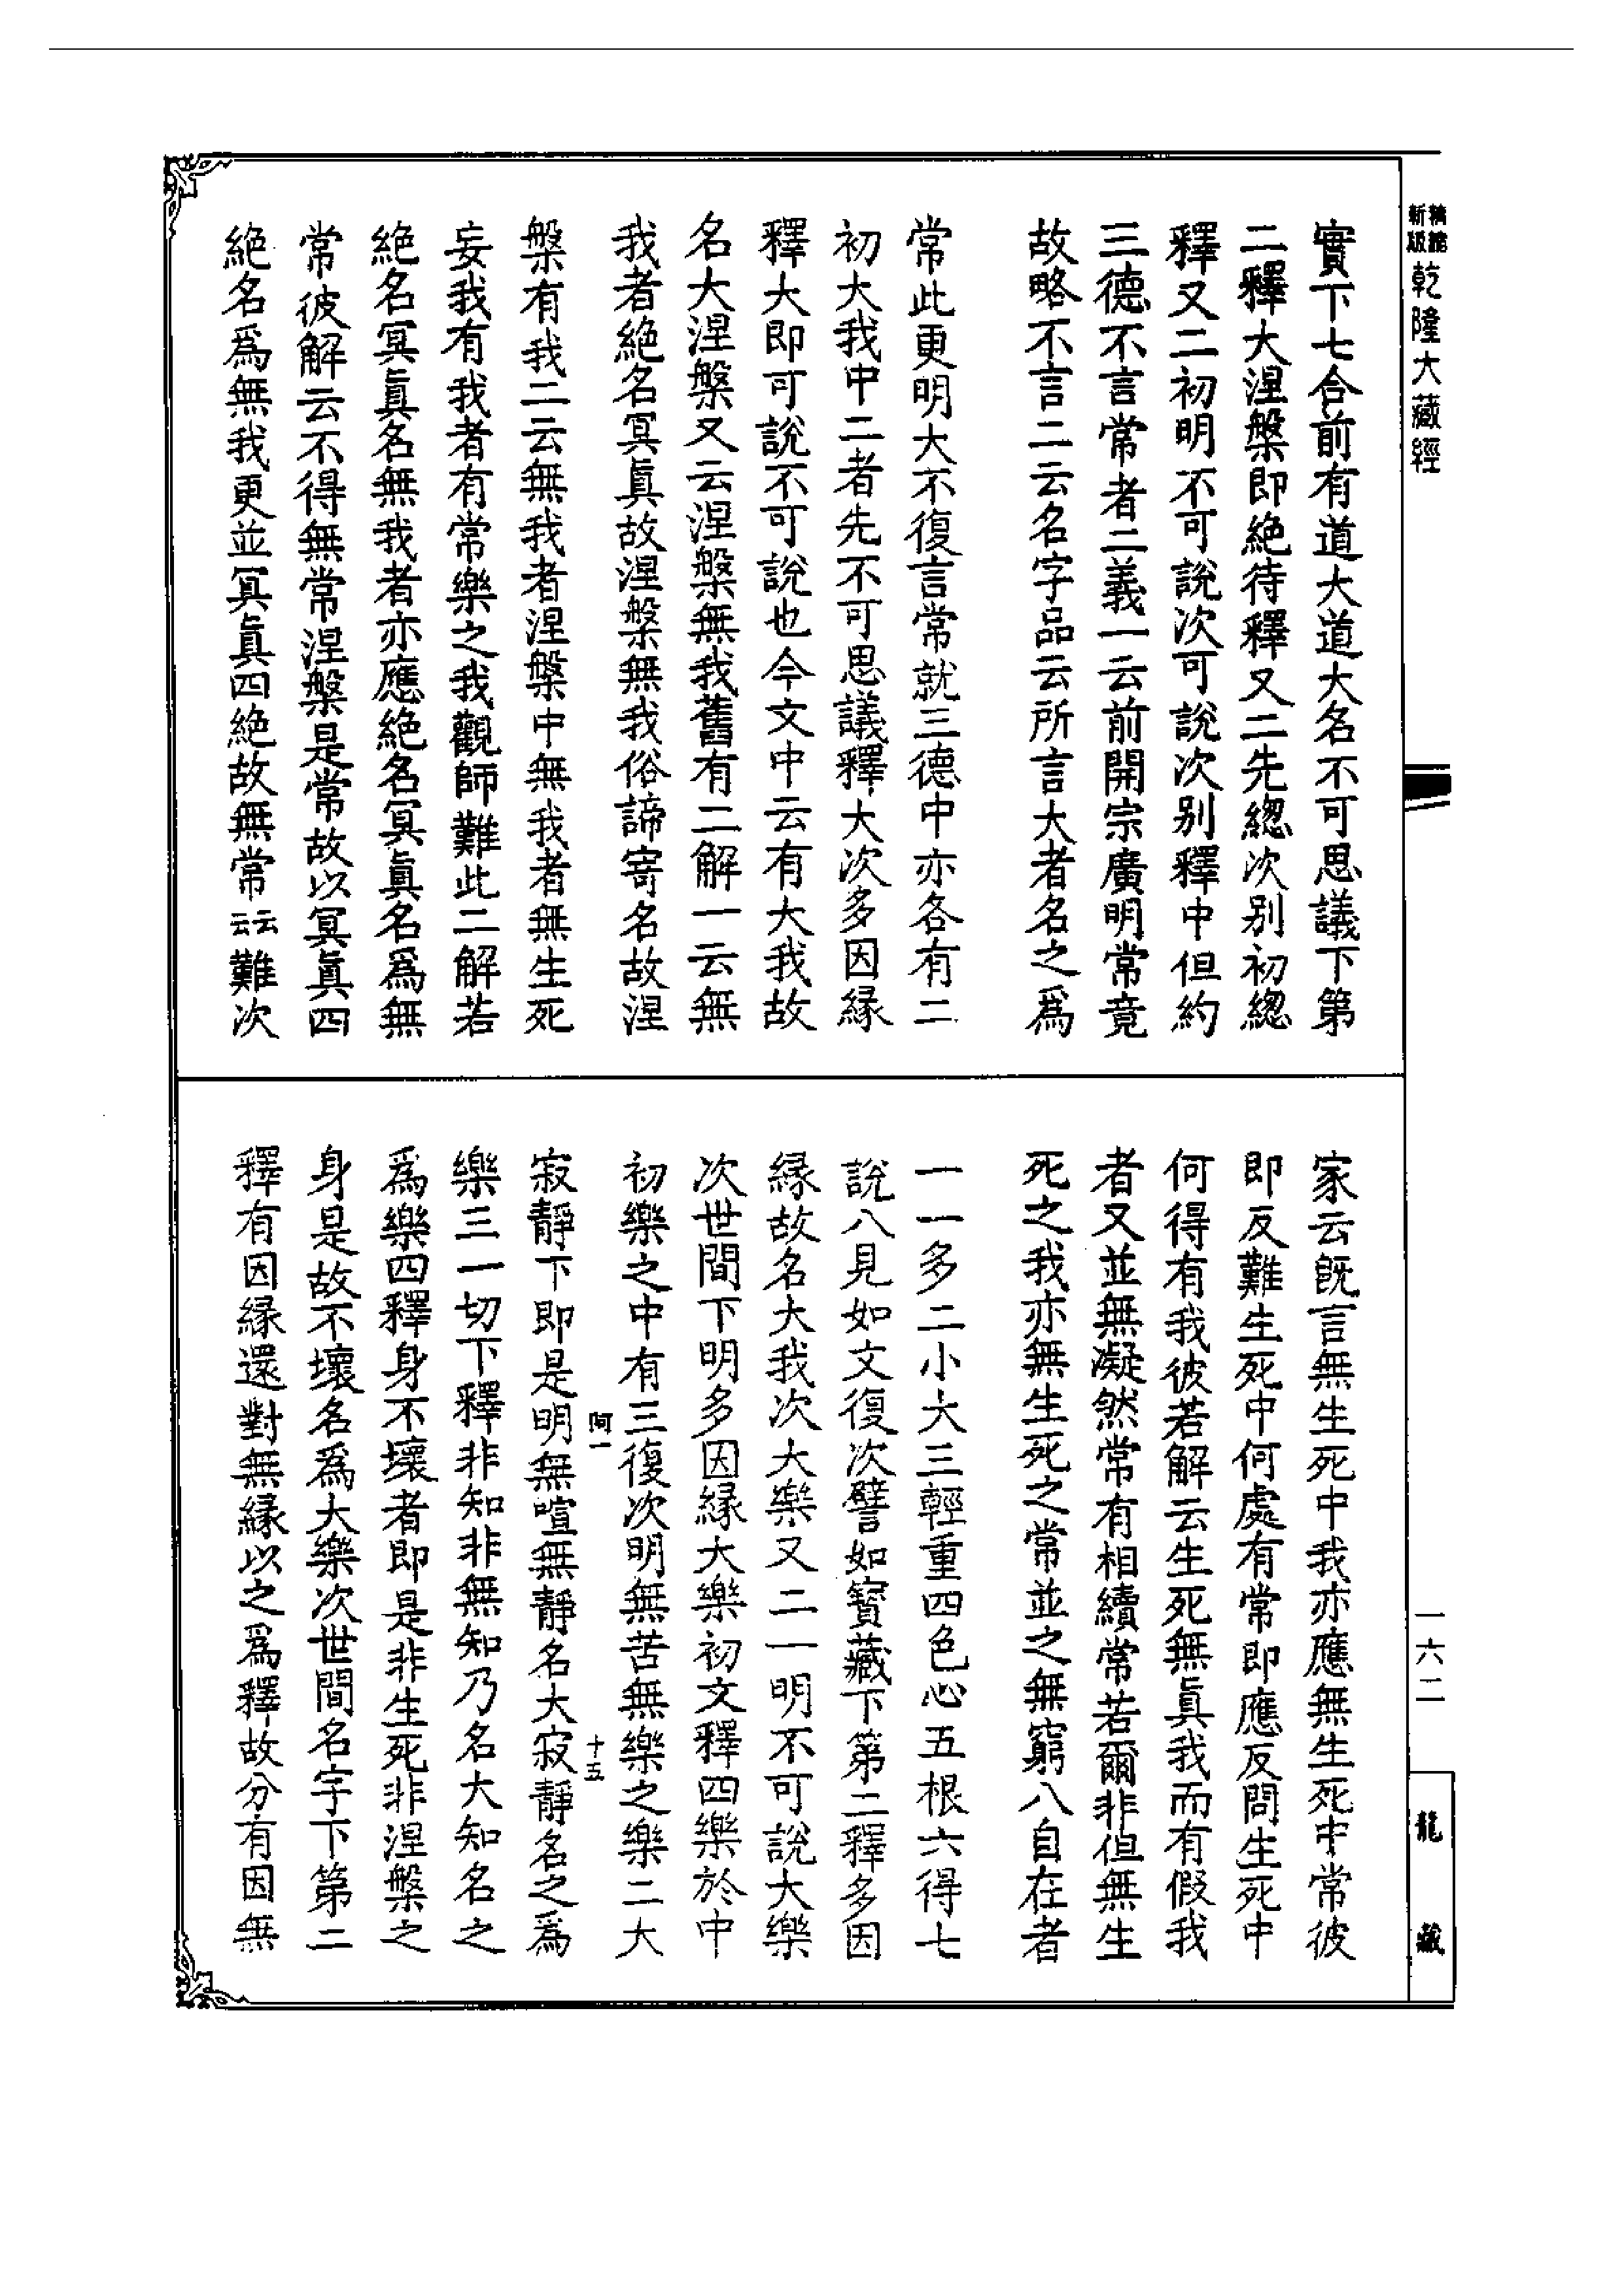 新版
精縮
乾隆大藏經
實下七合前有道大道大名不可思議下第
二釋大涅槃即絶待釋又二先緫次別初緫
釋又二初明不可說次可說次別釋中但約
三德不言常者二義一云前開宗廣明常竟
故略不言二云名字品云所言大者名之爲
常此更明大不復言常就三德中亦各有二
初大我中二者先不可思議釋大次多因緣
釋大即可說不可說也今文中云有大我故
名大涅槃又云涅槃無我舊有二解一云無
我者絶名冥眞故涅槃無我俗諦寄名故涅
槃有我二云無我者涅槃中無我者無生死
妄我有我者有常樂之我觀師難此二解若
絶名冥眞名無我者亦應絶名冥眞名爲無
常彼解云不得無常涅槃是常故以冥眞四
絶名爲無我更並冥眞四絶故無常云云難次
家云旣言無生死中我亦應無生死中常彼
即反難生死中何處有常即應反問生死中
何得有我彼若解云生死無眞我而有假我
者又並無凝然常有相續常若爾非但無生
死之我亦無生死之常並之無窮八自在者
一一多二小大三輕重四色心五根六得七
說八見如文復次譬如寳藏下第二釋多因
緣故名大我次大樂又二一明不可說大樂
次世間下明多因緣大樂初文釋四樂於中
初樂之中有三復次明無苦無樂之樂二大
阿一
十五
寂靜下即是明無喧無靜名大寂靜名之爲
樂三一切下釋非知非無知乃名大知名之
爲樂四釋身不壞者即是非生死非涅槃之
身是故不壞名爲大樂次世間名字下第二
釋有因緣還對無緣以之爲釋故分有因無
一六二
龍藏